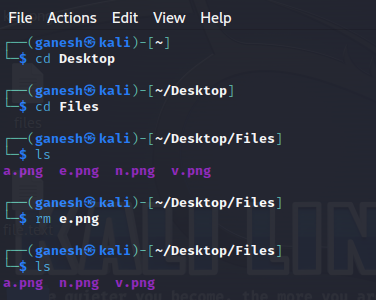 File Actions Edit View Help
┌──(ganesh㉿kali)-[~]
└─$ cd Desktop
┌──(ganesh㉿kali)-[~/Desktop]
└─$ cd Files
┌──(ganesh㉿kali)-[~/Desktop/Files]
└─$ ls
a.png e.png n.png v.png
┌──(ganesh㉿kali)-[~/Desktop/Files]
└─$ rm e.png
┌──(ganesh㉿kali)-[~/Desktop/Files]
└─$ ls
a.png n.png v.png